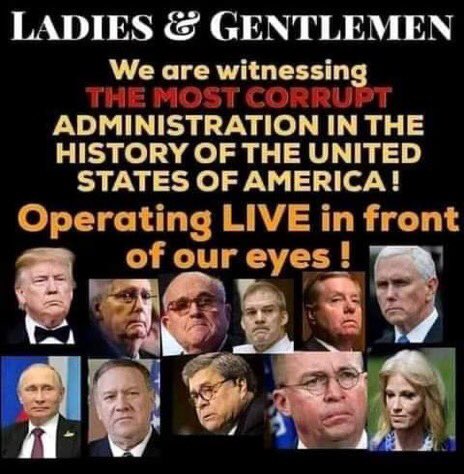 LADIES & GENTLEMEN
We are witnessing
THE MOST CORRUPT
ADMINISTRATION IN THE
HISTORY OF THE UNITED
STATES OF AMERICA!
Operating LIVE in front
of our eyes!